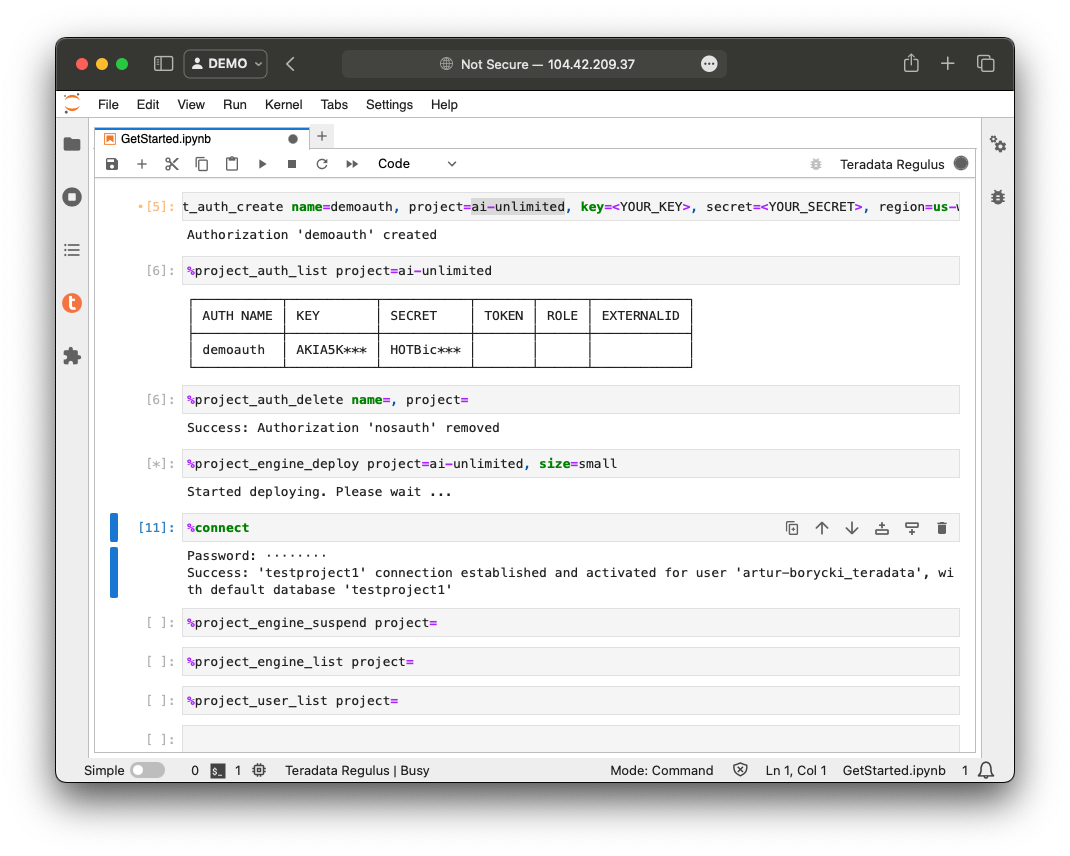 DEMO
Not Secure — 104.42.209.37
File Edit View Run Kernel Tabs Settings Help
GetStarted.ipynb
Code
Teradata Regulus
[5]: t_auth_create name=demoauth, project=ai-unlimited, key=<YOUR_KEY>, secret=<YOUR_SECRET>, region=us-
Authorization 'demoauth' created
[6]: %project_auth_list project=ai-unlimited
AUTH NAME KEY SECRET TOKEN ROLE EXTERNALID
demoauth AKIA5K*** HOTBic***
[6]: %project_auth_delete name=, project=
Success: Authorization 'nosauth' removed
[*]: %project_engine_deploy project=ai-unlimited, size=small
Started deploying. Please wait ...
[11]: %connect
Password: ········
Success: 'testproject1' connection established and activated for user 'artur-borycki_teradata', wi
th default database 'testproject1'
[ ]: %project_engine_suspend project=
[ ]: %project_engine_list project=
[ ]: %project_user_list project=
[ ]:
Simple 0 $_ 1 Teradata Regulus | Busy Mode: Command Ln 1, Col 1 GetStarted.ipynb 1